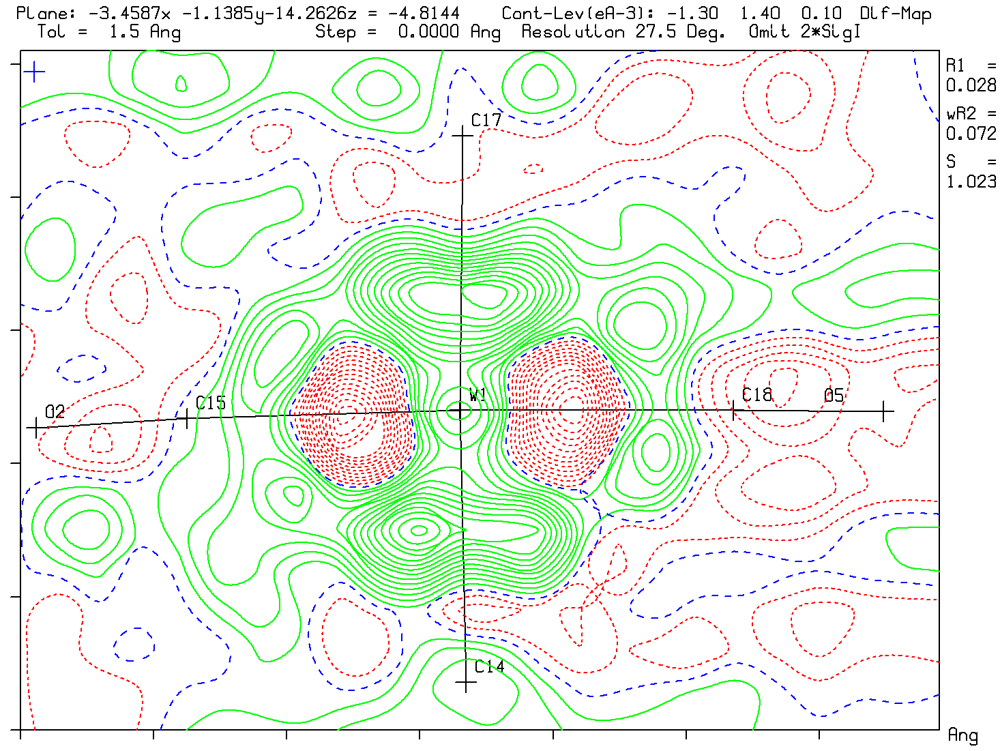 Plane: -3.4587x -1.1385y-14.2626z = -4.8144 Cont-Lev(eA-3): -1.30 1.40 0.10 Dif-Map
Tol = 1.5 Ang Step = 0.0000 Ang Resolution 27.5 Deg. Omit 2*SigI
R1 =
0.028
wR2 =
0.072
S =
1.023
C17
W1
C15
O2
C18
O5
C14
Ang